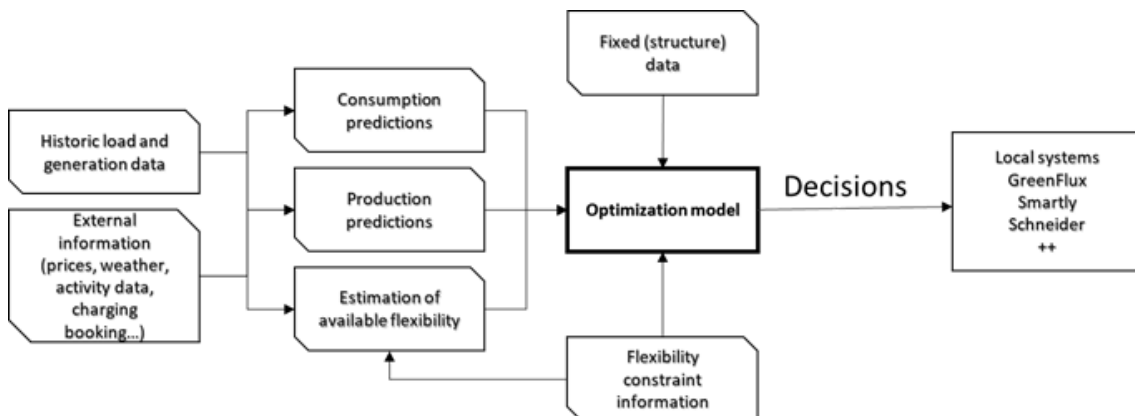 Fixed (structure)
data
Consumption
predictions
Historic load and
generation data
Production
predictions
External
information
(prices, weather,
activity data,
charging
booking...)
Estimation of
available flexibility
Optimization model
Flexibility
constraint
information
Decisions
Local systems
GreenFlux
Smartly
Schneider
++